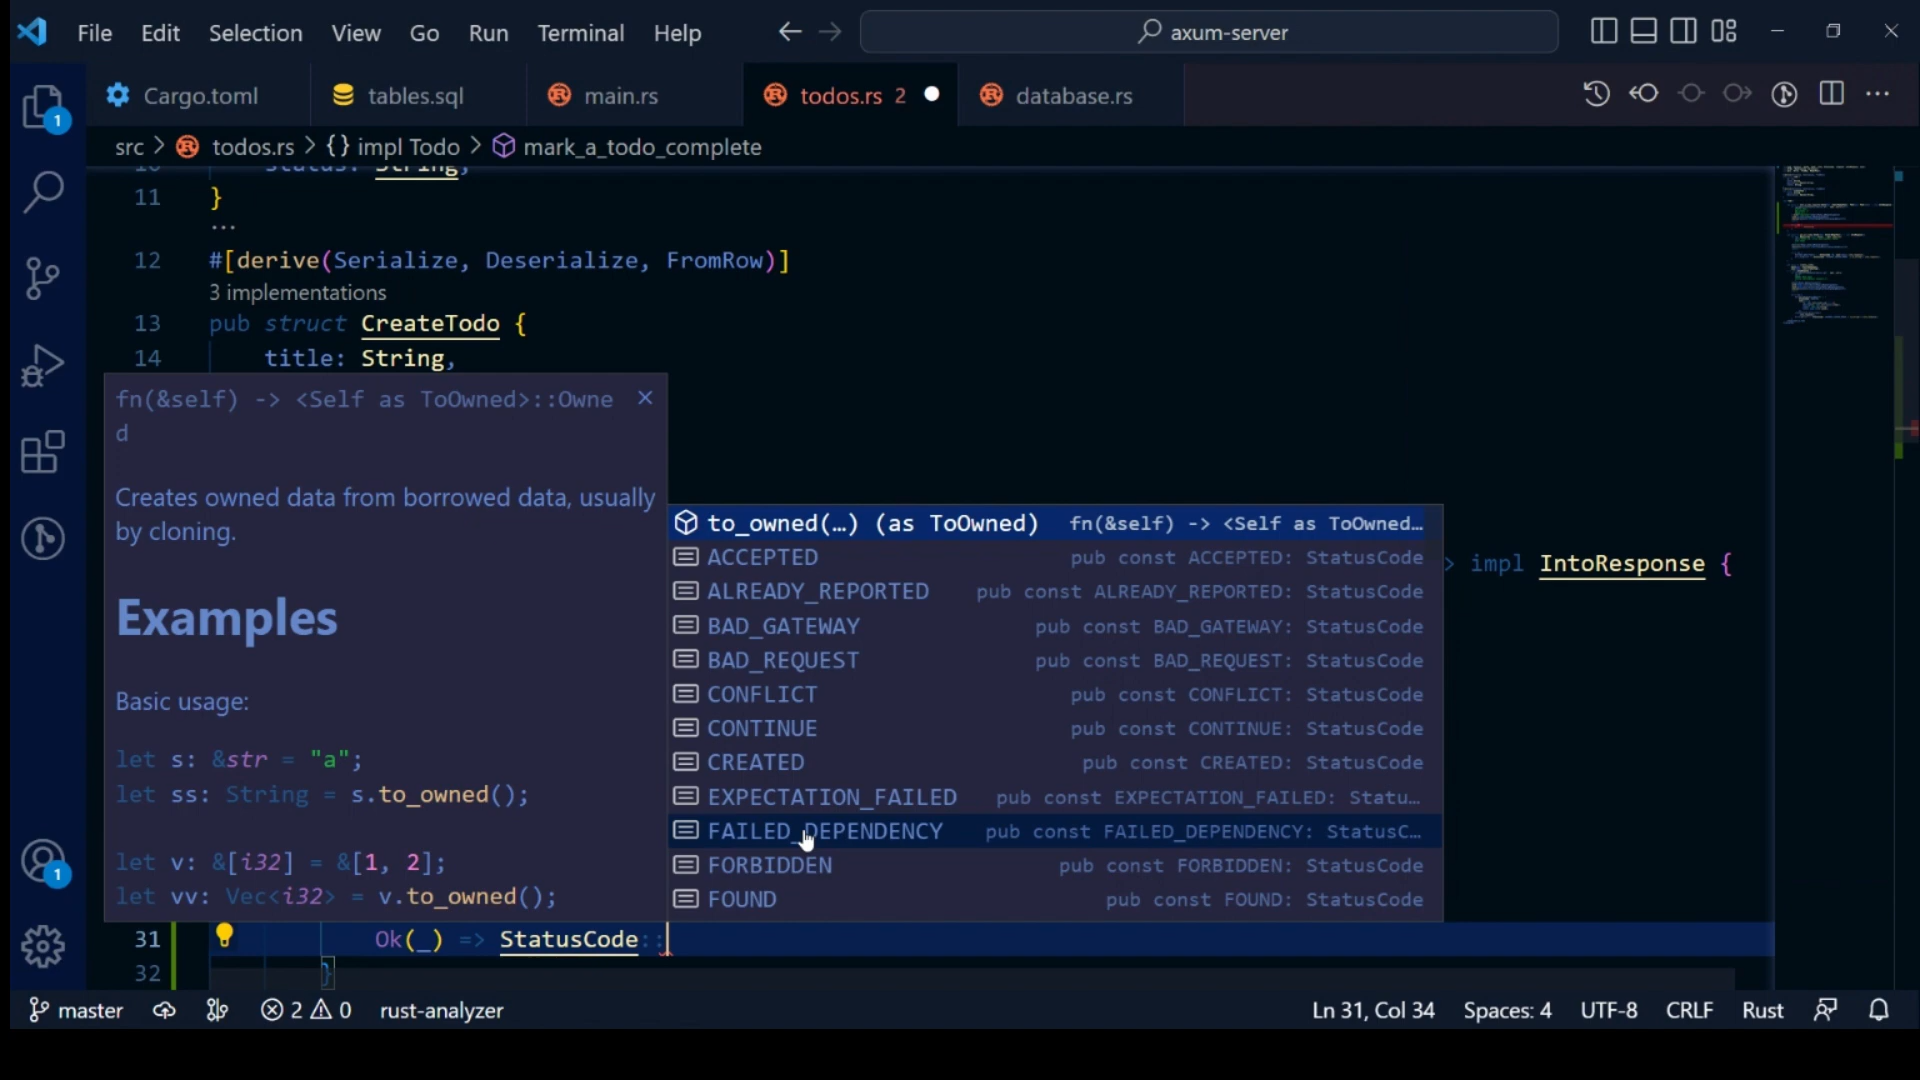 File Edit Selection View Go Run Terminal Help axum-server
Cargo.toml tables.sql main.rs todos.rs 2 database.rs
1
src > todos.rs > {} impl Todo > mark_a_todo_complete
10 status: String,
11 }
...
12 #[derive(Serialize, Deserialize, FromRow)]
3 implementations
13 pub struct CreateTodo {
14 title: String,
fn(&self) -> <Self as ToOwned>::Owne
d
Creates owned data from borrowed data, usually
by cloning.
Examples
Basic usage:
let s: &str = "a";
let ss: String = s.to_owned();
let v: &[i32] = &[1, 2];
let vv: Vec<i32> = v.to_owned();
to_owned(…) (as ToOwned) fn(&self) -> <Self as ToOwned…
ACCEPTED pub const ACCEPTED: StatusCode
> impl IntoResponse {
ALREADY_REPORTED pub const ALREADY_REPORTED: StatusCode
BAD_GATEWAY pub const BAD_GATEWAY: StatusCode
BAD_REQUEST pub const BAD_REQUEST: StatusCode
CONFLICT pub const CONFLICT: StatusCode
CONTINUE pub const CONTINUE: StatusCode
CREATED pub const CREATED: StatusCode
EXPECTATION_FAILED pub const EXPECTATION_FAILED: Statu…
FAILED_DEPENDENCY pub const FAILED_DEPENDENCY: StatusC…
FORBIDDEN pub const FORBIDDEN: StatusCode
FOUND pub const FOUND: StatusCode
1
31 Ok(_) => StatusCode::
32 }
master 2 0 rust-analyzer Ln 31, Col 34 Spaces: 4 UTF-8 CRLF Rust